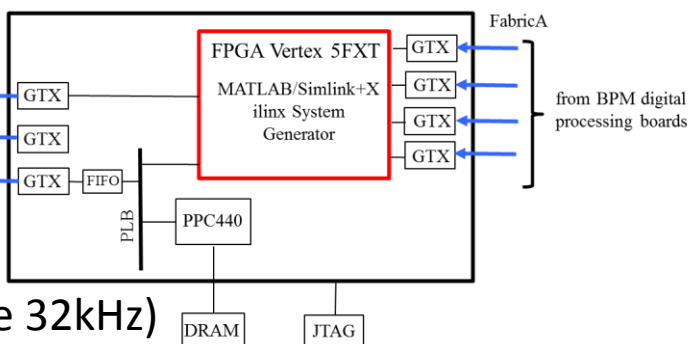 FabricA
FPGA Vertex 5FXT
MATLAB/Simlink+X
ilinx System
Generator
GTX
GTX
GTX
GTX
from BPM digital
processing boards
GTX
GTX
GTX
FIFO
PLB
PPC440
e 32kHz)
DRAM
JTAG